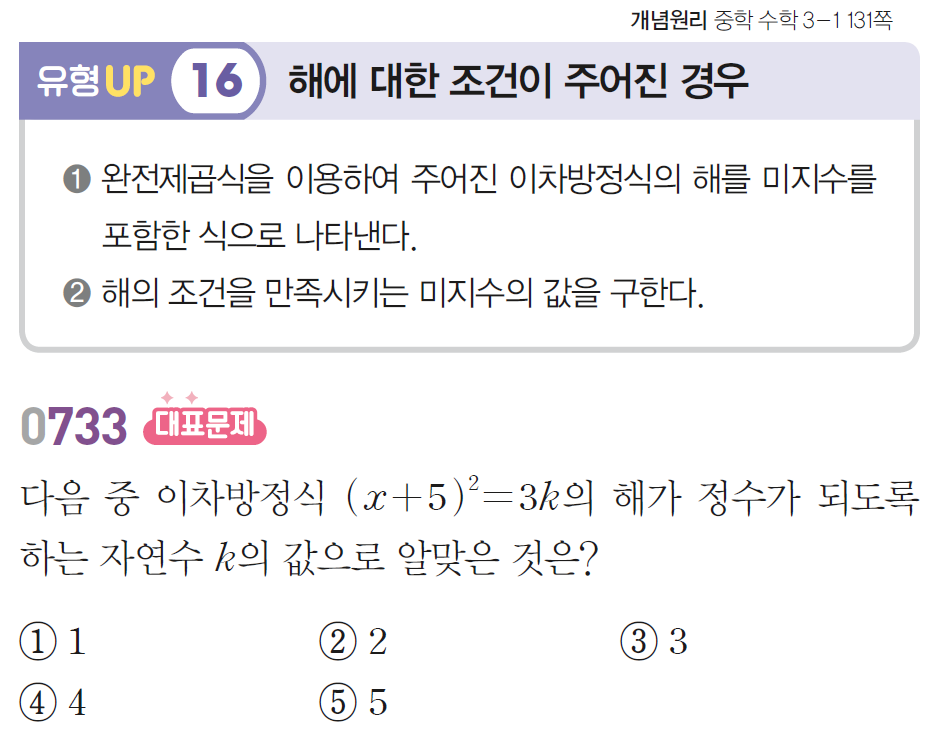 개념원리 중학 수학 3-1 131쪽
유형UP 16 해에 대한 조건이 주어진 경우
❶ 완전제곱식을 이용하여 주어진 이차방정식의 해를 미지수를
포함한 식으로 나타낸다.
❷ 해의 조건을 만족시키는 미지수의 값을 구한다.
0733 대표문제
다음 중 이차방정식 (x+5)²=3k의 해가 정수가 되도록
하는 자연수 k의 값으로 알맞은 것은?
① 1 ② 2 ③ 3
④ 4 ⑤ 5